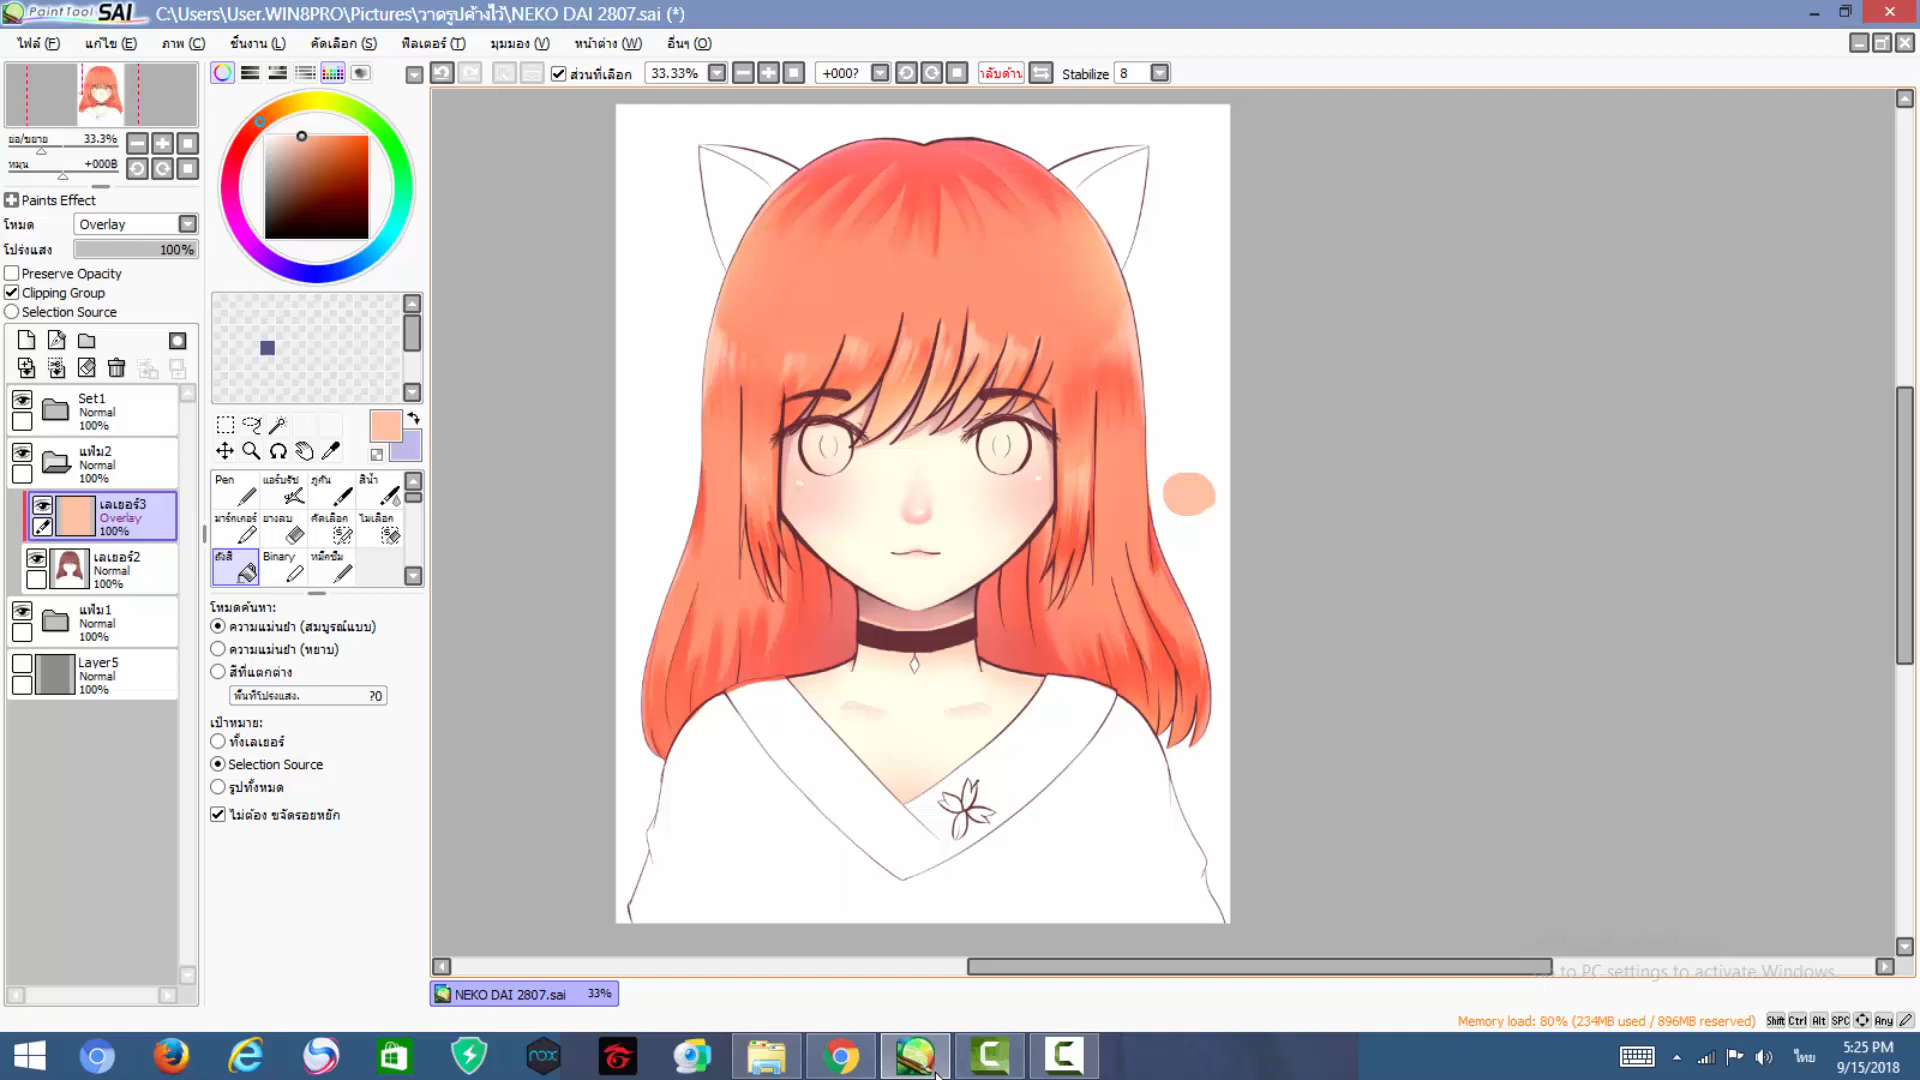 PaintTool SAI C:\Users\User.WIN8PRO\Pictures\วาดรูปค้างไว้\NEKO DAI 2807.sai (*)
ไฟล์ (F) แก้ไข (E) ภาพ (C) ชิ้นงาน (L) คัดเลือก (S) ฟิลเตอร์ (T) มุมมอง (V) หน้าต่าง (W) อื่นๆ (O)
ส่วนที่เลือก 33.33% +000? Stabilize 8
ย่อ/ขยาย 33.3%
หมุน +000฿
Paints Effect
โหมด Overlay
โปร่งแสง 100%
Preserve Opacity
Clipping Group
Selection Source
Set1
Normal
100%
แฟ้ม2
Normal
100%
เลเยอร์3
Overlay
100%
เลเยอร์2
Normal
100%
แฟ้ม1
Normal
100%
Layer5
Normal
100%
Pen แอร์บรัช ภู่กัน สีน้ำ
มาร์กเกอร์ ยางลบ คัดเลือก ไม่เลือก
ถังสี Binary หมึกซึม
โหมดค้นหา:
ความแม่นยำ (สมบูรณ์แบบ)
ความแม่นยำ (หยาบ)
สีที่แตกต่าง
พื้นที่โปร่งแสง. ?0
เป้าหมาย:
ทั้งเลเยอร์
Selection Source
รูปทั้งหมด
ไม่ต้อง ขจัดรอยหยัก
to PC settings to activate Windows.
NEKO DAI 2807.sai 33%
Memory load: 80% (234MB used / 896MB reserved) Shift Ctrl Alt SPC Any
nox
ไทย
5:25 PM
9/15/2018